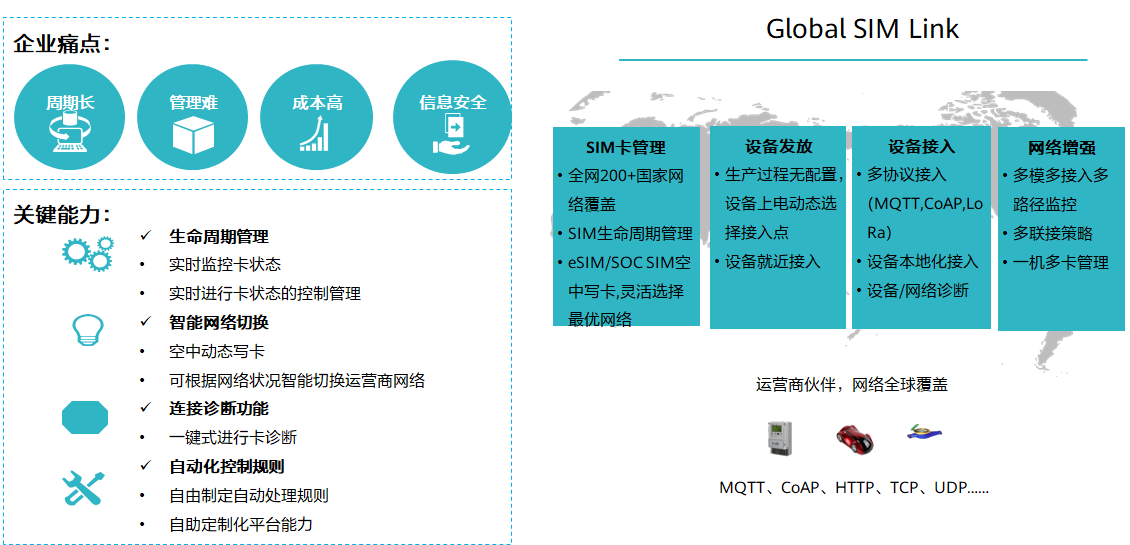 企业痛点：
周期长
管理难
成本高
信息安全
关键能力：
✓ 生命周期管理
• 实时监控卡状态
• 实时进行卡状态的控制管理
✓ 智能网络切换
• 空中动态写卡
• 可根据网络状况智能切换运营商网络
✓ 连接诊断功能
• 一键式进行卡诊断
✓ 自动化控制规则
• 自由制定自动处理规则
• 自助定制化平台能力
Global SIM Link
SIM卡管理
• 全网200+国家网
络覆盖
• SIM生命周期管理
• eSIM/SOC SIM空
中写卡,灵活选择
最优网络
设备发放
• 生产过程无配置，
设备上电动态选
择接入点
• 设备就近接入
设备接入
• 多协议接入
（MQTT,CoAP,Lo
Ra）
• 设备本地化接入
• 设备/网络诊断
网络增强
• 多模多接入多
路径监控
• 多联接策略
• 一机多卡管理
运营商伙伴，网络全球覆盖
MQTT、CoAP、HTTP、TCP、UDP......